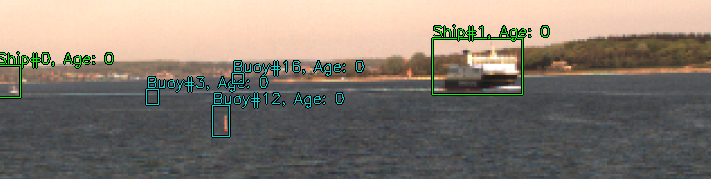 Ship#1, Age: 0
Ship#0, Age: 0
Buoy#16, Age: 0
Buoy#3, Age: 0
Buoy#12, Age: 0